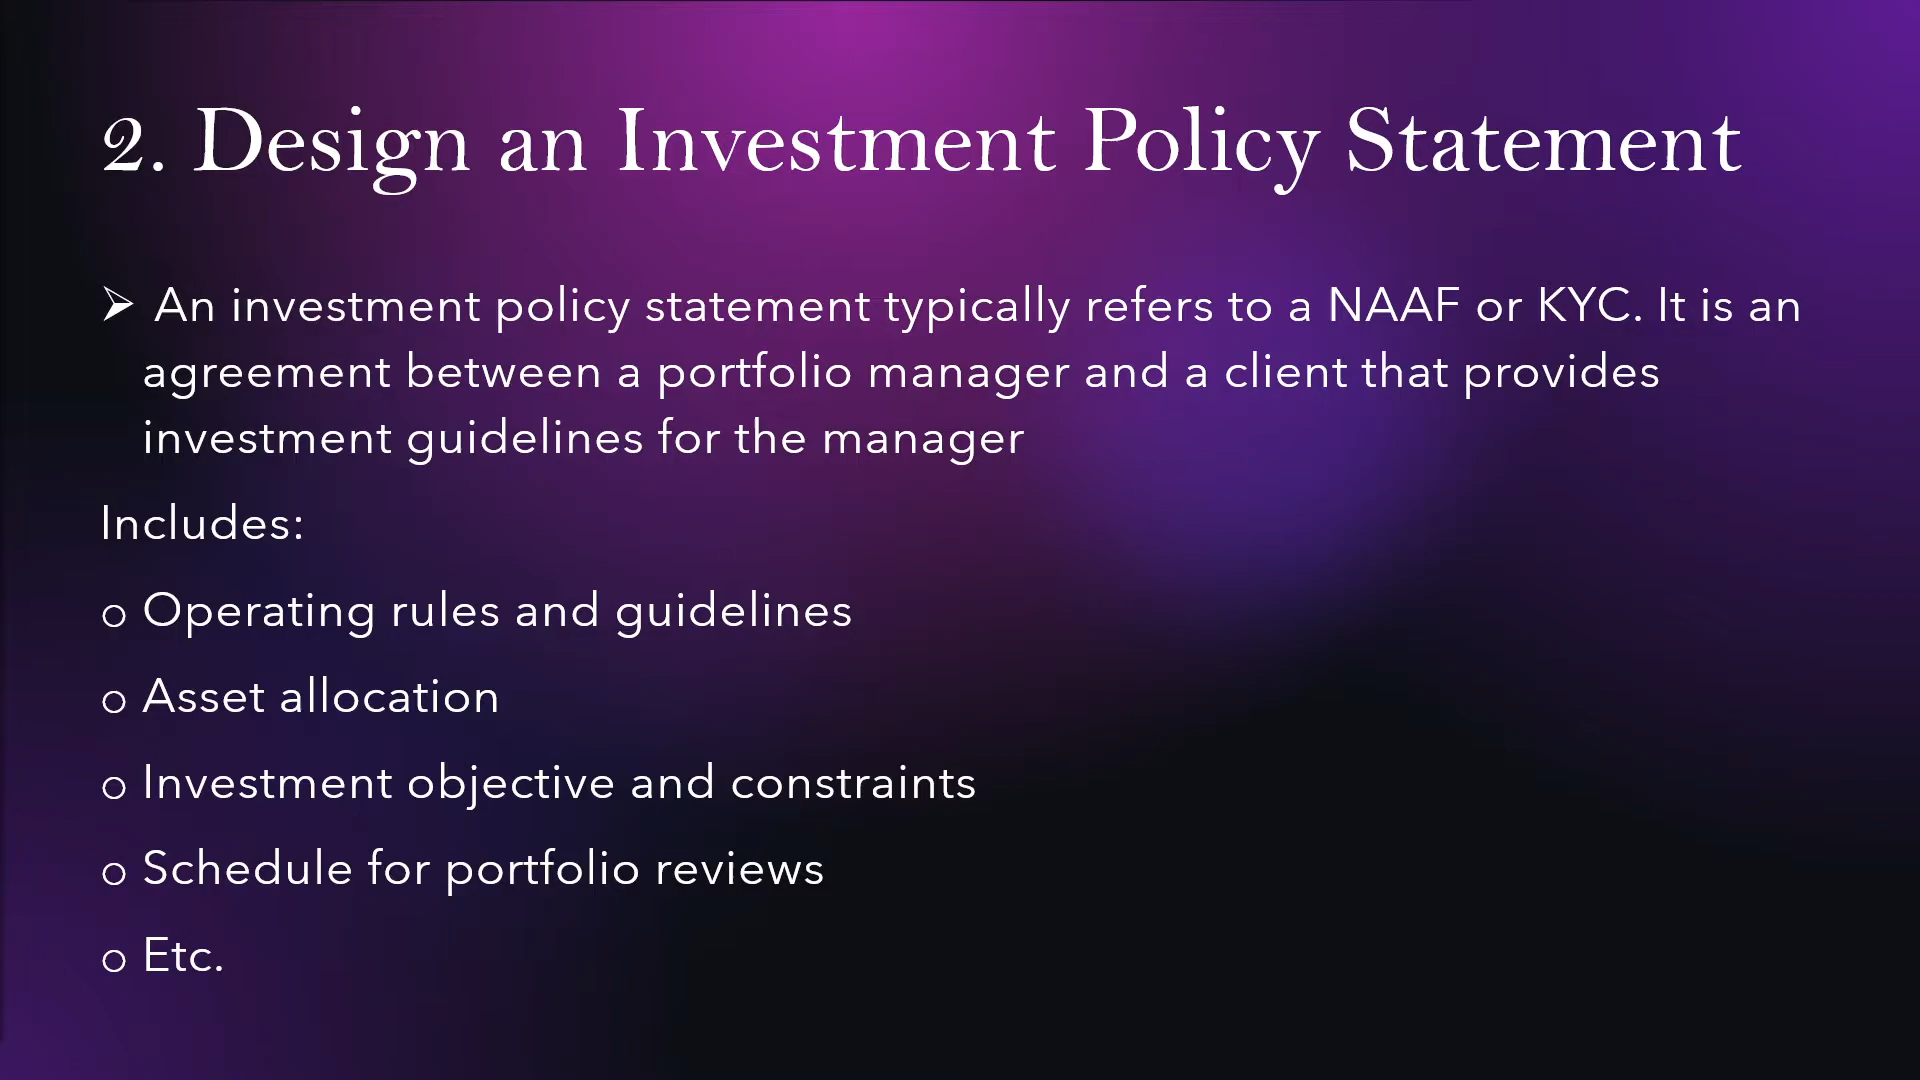 2. Design an Investment Policy Statement
➢ An investment policy statement typically refers to a NAAF or KYC. It is an
agreement between a portfolio manager and a client that provides
investment guidelines for the manager
Includes:
o Operating rules and guidelines
o Asset allocation
o Investment objective and constraints
o Schedule for portfolio reviews
o Etc.